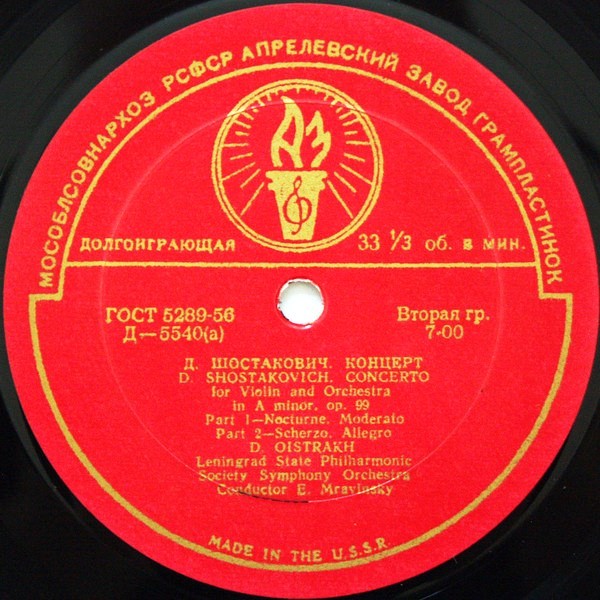 МОСОБЛСОВНАРХОЗ РСФСР АПРЕЛЕВСКИЙ ЗАВОД ГРАМПЛАСТИНОК
АЗ
ДОЛГОИГРАЮЩАЯ 33 1/3 об. в мин.
ГОСТ 5289-56 Вторая гр.
Д—5540(а) 7-00
Д. ШОСТАКОВИЧ. КОНЦЕРТ
D. SHOSTAKOVICH. CONCERTO
for Violin and Orchestra
in A minor, op. 99
Part 1—Nocturne. Moderato
Part 2—Scherzo. Allegro
D. OISTRAKH
Leningrad State Philharmonic
Society Symphony Orchestra
Conductor E. Mravinsky
MADE IN THE U.S.S.R.